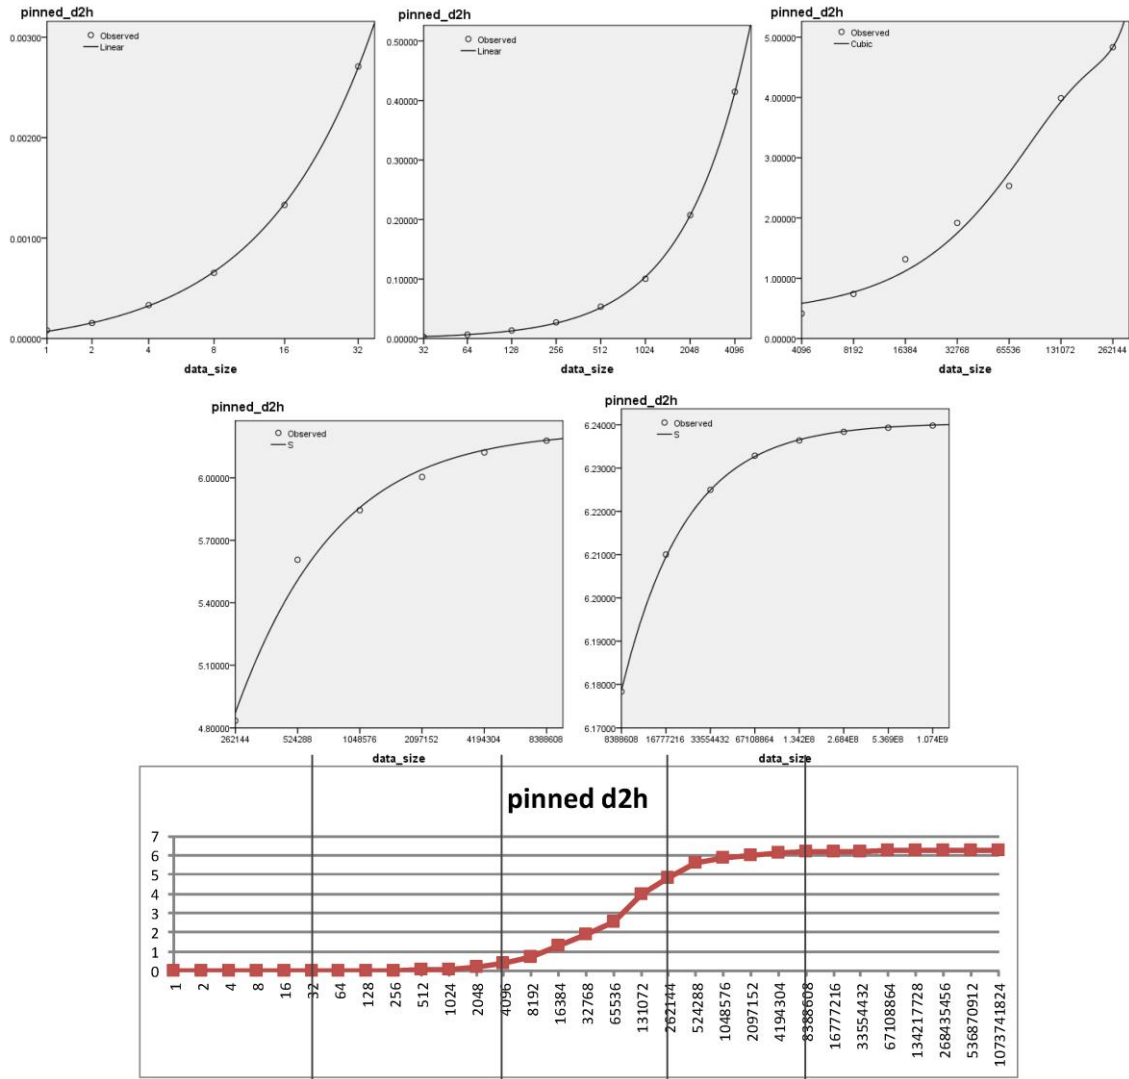 pinned_d2h
Observed
Linear
0.00300
0.00200
0.00100
0.00000
1 2 4 8 16 32
data_size
pinned_d2h
Observed
Linear
0.50000
0.40000
0.30000
0.20000
0.10000
0.00000
32 64 128 256 512 1024 2048 4096
data_size
pinned_d2h
Observed
Cubic
5.00000
4.00000
3.00000
2.00000
1.00000
0.00000
4096 8192 16384 32768 65536 131072 262144
data_size
pinned_d2h
Observed
S
6.00000
5.70000
5.40000
5.10000
4.80000
262144 524288 1048576 2097152 4194304 8388608
data_size
pinned_d2h
Observed
S
6.24000
6.23000
6.22000
6.21000
6.20000
6.19000
6.18000
6.17000
8388608 16777216 33554432 67108864 1.342E8 2.684E8 5.369E8 1.074E9
data_size
pinned d2h
7
6
5
4
3
2
1
0
1
2
4
8
16
32
64
128
256
512
1024
2048
4096
8192
16384
32768
65536
131072
262144
524288
1048576
2097152
4194304
8388608
16777216
33554432
67108864
134217728
268435456
536870912
1073741824